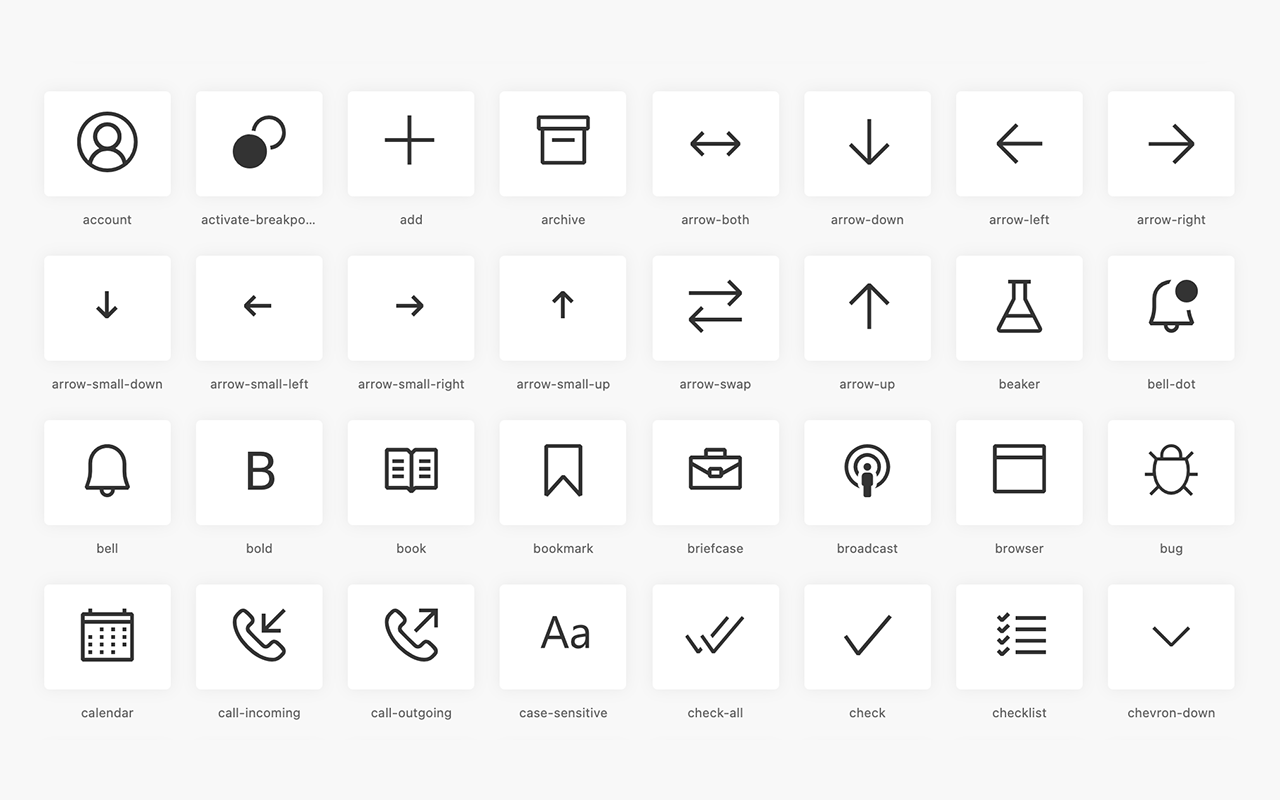 account activate-breakpo... add archive arrow-both arrow-down arrow-left arrow-right
arrow-small-down arrow-small-left arrow-small-right arrow-small-up arrow-swap arrow-up beaker bell-dot
B
bell bold book bookmark briefcase broadcast browser bug
Aa
calendar call-incoming call-outgoing case-sensitive check-all check checklist chevron-down